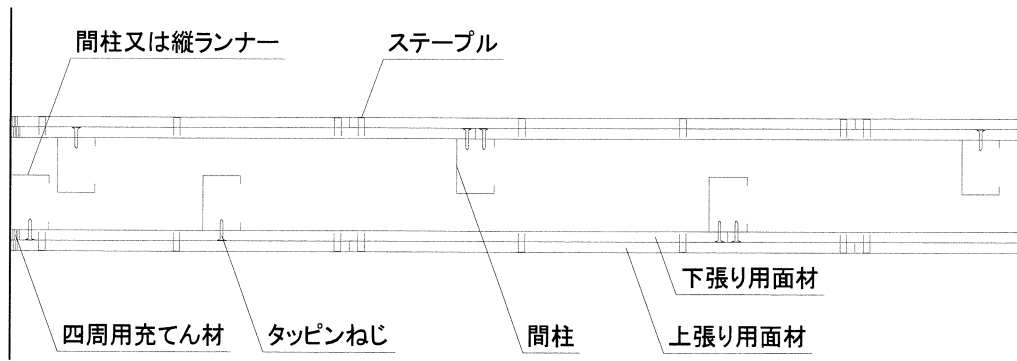 間柱又は縦ランナー
ステープル
下張り用面材
四周用充てん材
タッピンねじ
間柱
上張り用面材